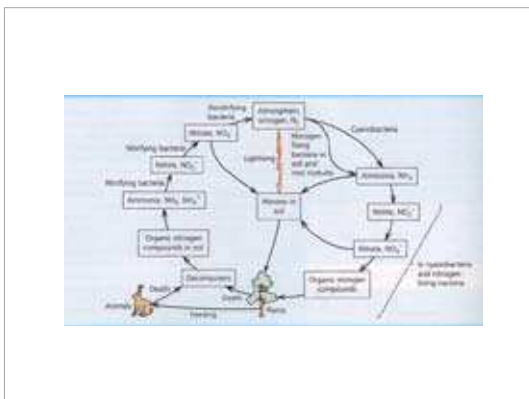 Denitrifying
bacteria
Atmospheric
nitrogen, N₂
Cyanobacteria
Nitrate, NO₃⁻
Nitrogen
fixing
bacteria in
soil and
root nodules
Lightning
Nitrifying bacteria
Nitrite, NO₂⁻
Ammonia, NH₃
Nitrifying bacteria
Ammonia, NH₃, NH₄⁺
Nitrates in
soil
Nitrite, NO₂⁻
Organic nitrogen
compounds in soil
Nitrate, NO₃⁻
Decomposers
Organic nitrogen
compounds
In cyanobacteria
and nitrogen
fixing bacteria
Death
Death
Animals
Plants
Feeding